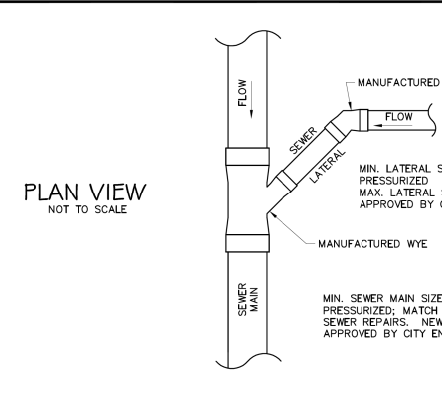 PLAN VIEW
NOT TO SCALE
FLOW
MANUFACTURED
FLOW
SEWER
LATERAL
MIN. LATERAL
PRESSURIZED
MAX. LATERAL
APPROVED BY
MANUFACTURED WYE
SEWER
MAIN
MIN. SEWER MAIN SIZE
PRESSURIZED; MATCH
SEWER REPAIRS. NEW
APPROVED BY CITY